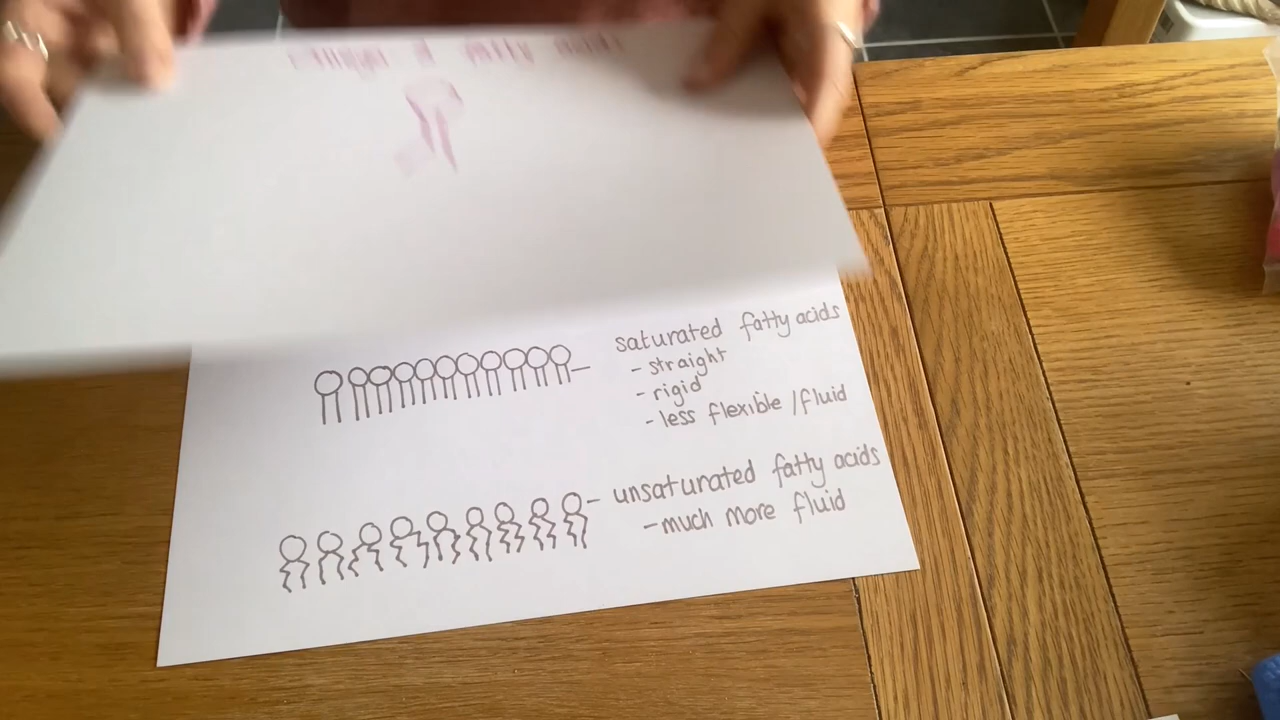 saturated fatty acids
- straight
- rigid
- less flexible /fluid
unsaturated fatty acids
- much more fluid